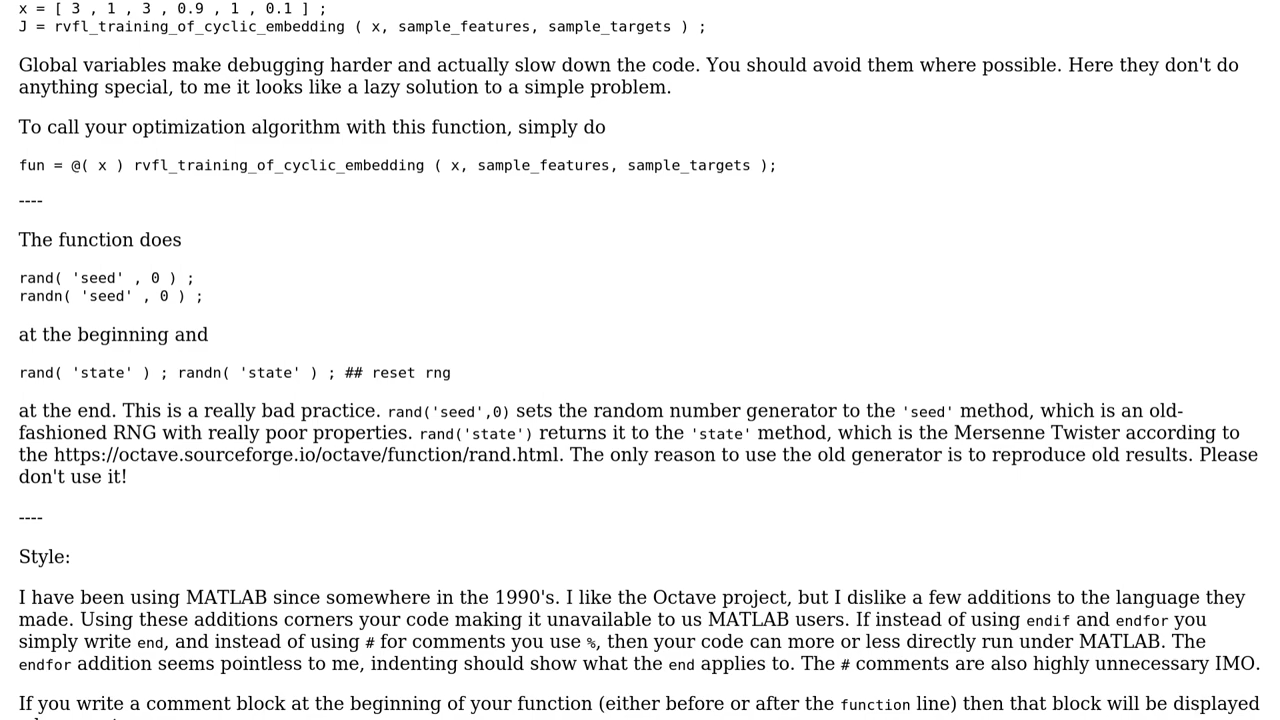 x = [ 3 , 1 , 3 , 0.9 , 1 , 0.1 ] ;
J = rvfl_training_of_cyclic_embedding ( x, sample_features, sample_targets ) ;
Global variables make debugging harder and actually slow down the code. You should avoid them where possible. Here they don't do
anything special, to me it looks like a lazy solution to a simple problem.
To call your optimization algorithm with this function, simply do
fun = @( x ) rvfl_training_of_cyclic_embedding ( x, sample_features, sample_targets );
----
The function does
rand( 'seed' , 0 ) ;
randn( 'seed' , 0 ) ;
at the beginning and
rand( 'state' ) ; randn( 'state' ) ; ## reset rng
at the end. This is a really bad practice. rand('seed',0) sets the random number generator to the 'seed' method, which is an old-
fashioned RNG with really poor properties. rand('state') returns it to the 'state' method, which is the Mersenne Twister according to
the https://octave.sourceforge.io/octave/function/rand.html. The only reason to use the old generator is to reproduce old results. Please
don't use it!
----
Style:
I have been using MATLAB since somewhere in the 1990's. I like the Octave project, but I dislike a few additions to the language they
made. Using these additions corners your code making it unavailable to us MATLAB users. If instead of using endif and endfor you
simply write end, and instead of using # for comments you use %, then your code can more or less directly run under MATLAB. The
endfor addition seems pointless to me, indenting should show what the end applies to. The # comments are also highly unnecessary IMO.
If you write a comment block at the beginning of your function (either before or after the function line) then that block will be displayed